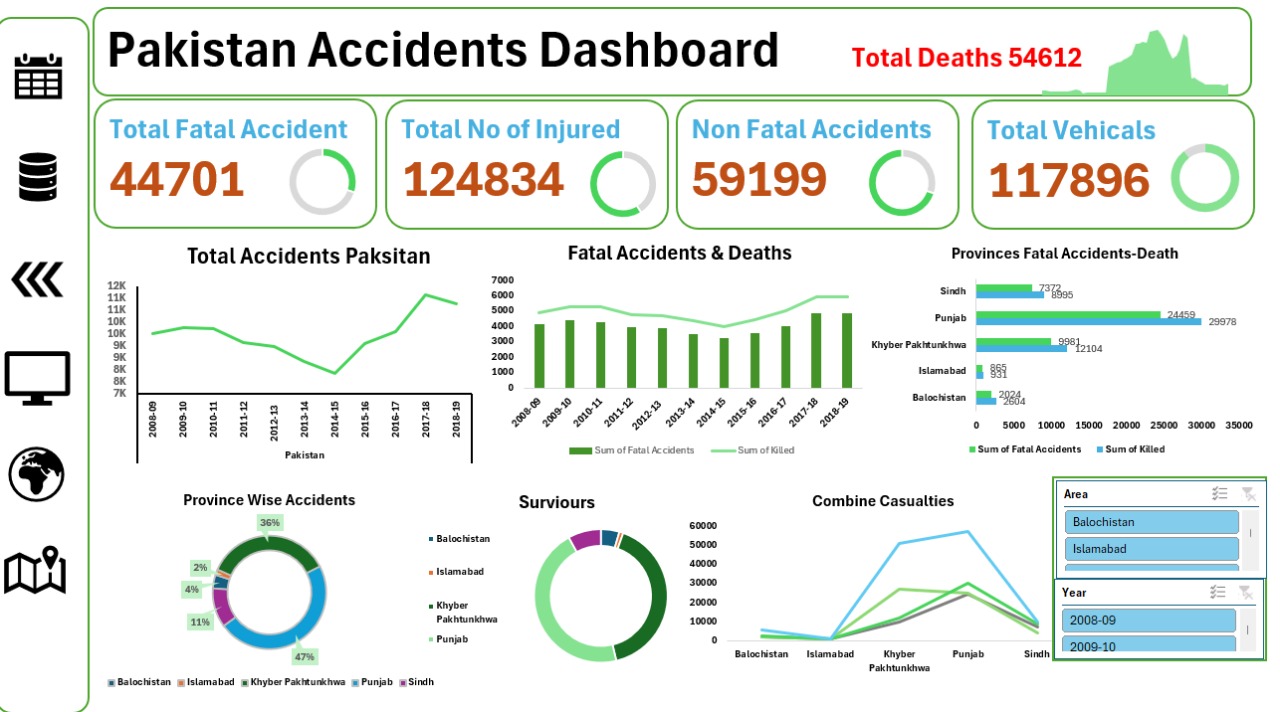 Pakistan Accidents Dashboard
Total Deaths 54612
Total Fatal Accident
44701
Total No of Injured
124834
Non Fatal Accidents
59199
Total Vehicals
117896
Total Accidents Paksitan
12K
11K
11K
10K
10K
9K
9K
8K
8K
7K
2008-09
2009-10
2010-11
2011-12
2012-13
2013-14
2014-15
2015-16
2016-17
2017-18
2018-19
Pakistan
Fatal Accidents & Deaths
7000
6000
5000
4000
3000
2000
1000
0
2008-09
2009-10
2010-11
2011-12
2012-13
2013-14
2014-15
2015-16
2016-17
2017-18
2018-19
Sum of Fatal Accidents
Sum of Killed
Provinces Fatal Accidents-Death
Sindh
7372
8995
Punjab
24459
29978
Khyber Pakhtunkhwa
9981
12104
Islamabad
865
931
Balochistan
2024
2604
0 5000 10000 15000 20000 25000 30000 35000
Sum of Fatal Accidents
Sum of Killed
Province Wise Accidents
36%
2%
4%
11%
47%
Balochistan Islamabad Khyber Pakhtunkhwa Punjab Sindh
Surviours
Balochistan
Islamabad
Khyber
Pakhtunkhwa
Punjab
Combine Casualties
60000
50000
40000
30000
20000
10000
0
Balochistan
Islamabad
Khyber
Pakhtunkhwa
Punjab
Sindh
Area
Balochistan
Islamabad
Year
2008-09
2009-10